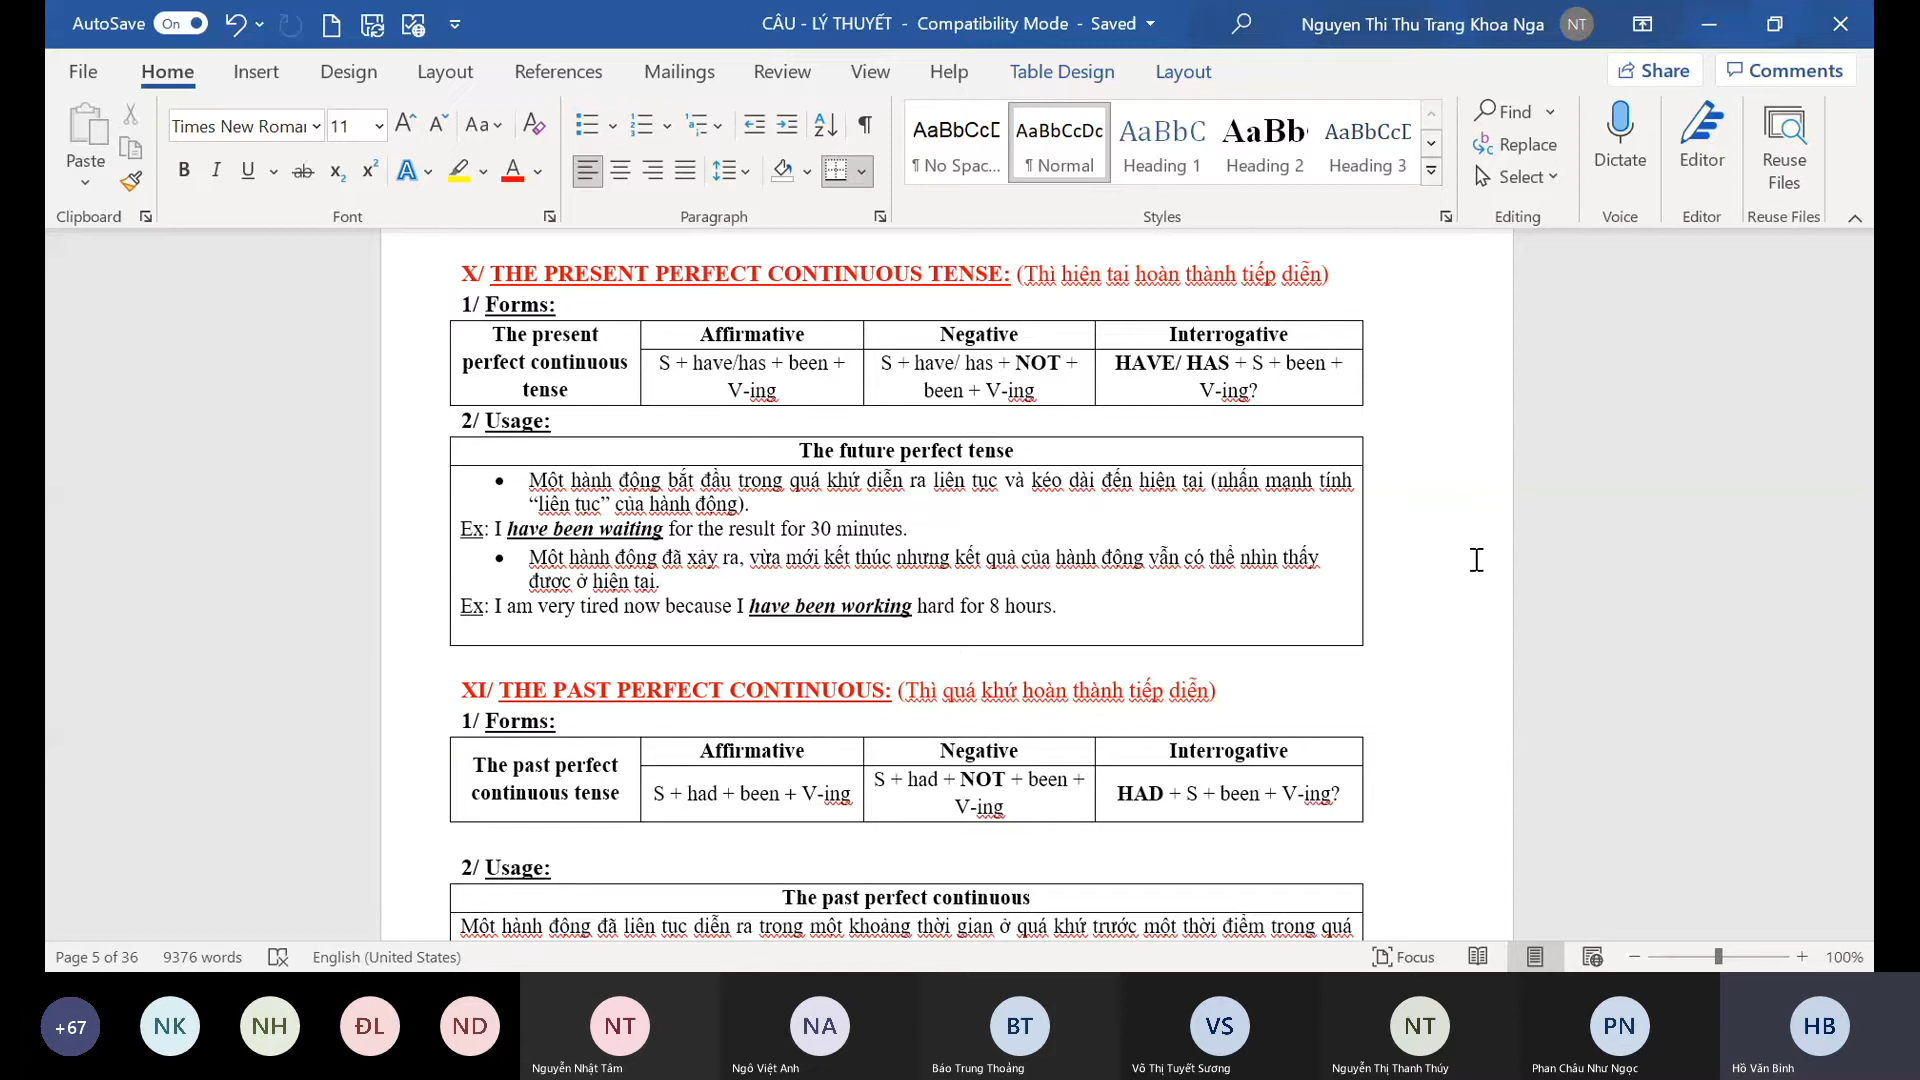 AutoSave On
CÂU - LÝ THUYẾT - Compatibility Mode - Saved
Nguyen Thi Thu Trang Khoa Nga NT
File Home Insert Design Layout References Mailings Review View Help Table Design Layout Share Comments
Paste
Times New Romar 11
AaBbCcD AaBbCcDc AaBbC AaBb AaBbCcD
¶ No Spac... ¶ Normal Heading 1 Heading 2 Heading 3
Find
Replace
Select
Dictate
Editor
Reuse
Files
Clipboard Font Paragraph Styles Editing Voice Editor Reuse Files
X/ THE PRESENT PERFECT CONTINUOUS TENSE: (Thì hiện tại hoàn thành tiếp diễn)
1/ Forms:
The present perfect continuous tense
Affirmative Negative Interrogative
S + have/has + been + V-ing
S + have/ has + NOT + been + V-ing
HAVE/ HAS + S + been + V-ing?
2/ Usage:
The future perfect tense
• Một hành động bắt đầu trong quá khứ diễn ra liên tục và kéo dài đến hiện tại (nhấn mạnh tính
“liên tục” của hành động).
Ex: I have been waiting for the result for 30 minutes.
• Một hành động đã xảy ra, vừa mới kết thúc nhưng kết quả của hành động vẫn có thể nhìn thấy
được ở hiện tại.
Ex: I am very tired now because I have been working hard for 8 hours.
XI/ THE PAST PERFECT CONTINUOUS: (Thì quá khứ hoàn thành tiếp diễn)
1/ Forms:
The past perfect continuous tense
Affirmative Negative Interrogative
S + had + been + V-ing
S + had + NOT + been + V-ing
HAD + S + been + V-ing?
2/ Usage:
The past perfect continuous
Một hành động đã liên tục diễn ra trong một khoảng thời gian ở quá khứ trước một thời điểm trong quá
Page 5 of 36 9376 words English (United States) Focus 100%
+67 NK NH ĐL ND NT NA BT VS NT PN HB
Nguyễn Nhật Tâm Ngô Việt Anh Báo Trung Thoảng Võ Thị Tuyết Sương Nguyễn Thị Thanh Thúy Phan Châu Như Ngọc Hồ Văn Bình